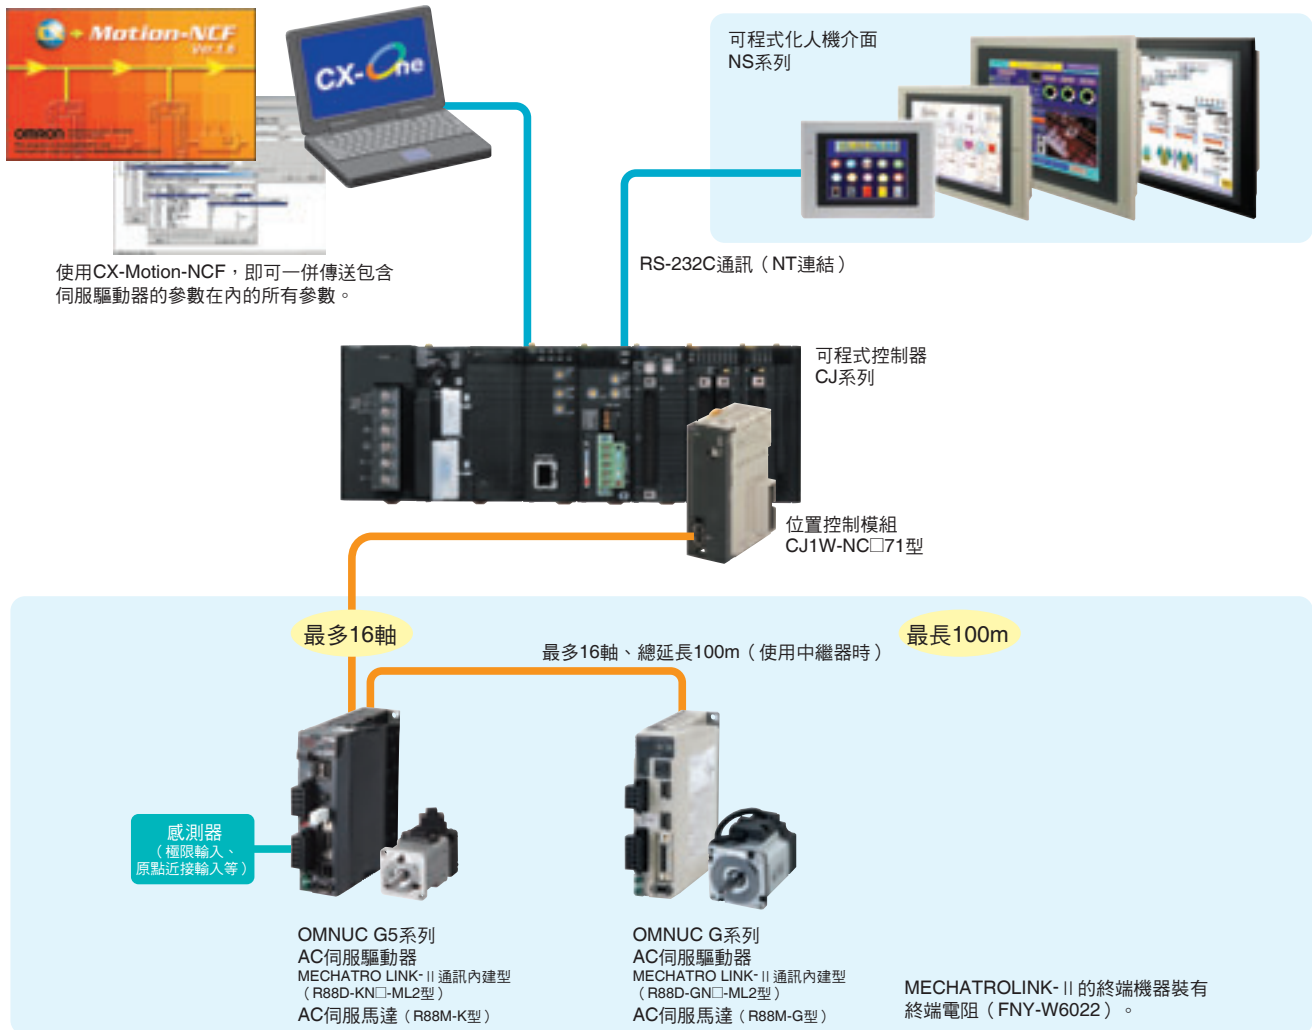 + Motion-NCF
Ver.1.6
OMRON
CX-One
可程式化人機介面
NS系列
使用CX-Motion-NCF，即可一併傳送包含
伺服驅動器的參數在內的所有參數。
RS-232C通訊（NT連結）
可程式控制器
CJ系列
位置控制模組
CJ1W-NC□71型
最多16軸
最多16軸、總延長100m（使用中繼器時）
最長100m
感測器
（極限輸入、
原點近接輸入等）
OMNUC G5系列
AC伺服驅動器
MECHATRO LINK-II通訊內建型
（R88D-KN□-ML2型）
AC伺服馬達（R88M-K型）
OMNUC G系列
AC伺服驅動器
MECHATRO LINK-II通訊內建型
（R88D-GN□-ML2型）
AC伺服馬達（R88M-G型）
MECHATROLINK-II的終端機器裝有
終端電阻（FNY-W6022）。